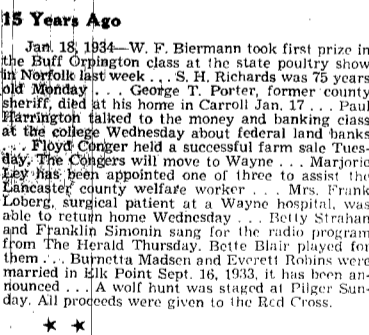 15 Years Ago
Jan. 18, 1934—W. F. Biermann took first prize in
the Buff Orpington class at the state poultry show
in Norfolk last week . . . S. H. Richards was 75 years
old Monday . . . George T. Porter, former county
sheriff, died at his home in Carroll Jan. 17 . . . Paul
Harrington talked to the money and banking class
at the college Wednesday about federal land banks
. . . Floyd Conger held a successful farm sale Tues-
day. The Congers will move to Wayne . . . Marjorie
Ley has been appointed one of three to assist the
Lancaster county welfare worker . . . Mrs. Frank
Loberg, surgical patient at a Wayne hospital, was
able to return home Wednesday . . . Betty Strahan
and Franklin Simonin sang for the radio program
from The Herald Thursday. Bette Blair played for
them . . . Burnetta Madsen and Everett Robins were
married in Elk Point Sept. 16, 1933, it has been an-
nounced . . . A wolf hunt was staged at Pilger Sun-
day. All proceeds were given to the Red Cross.
★ ★